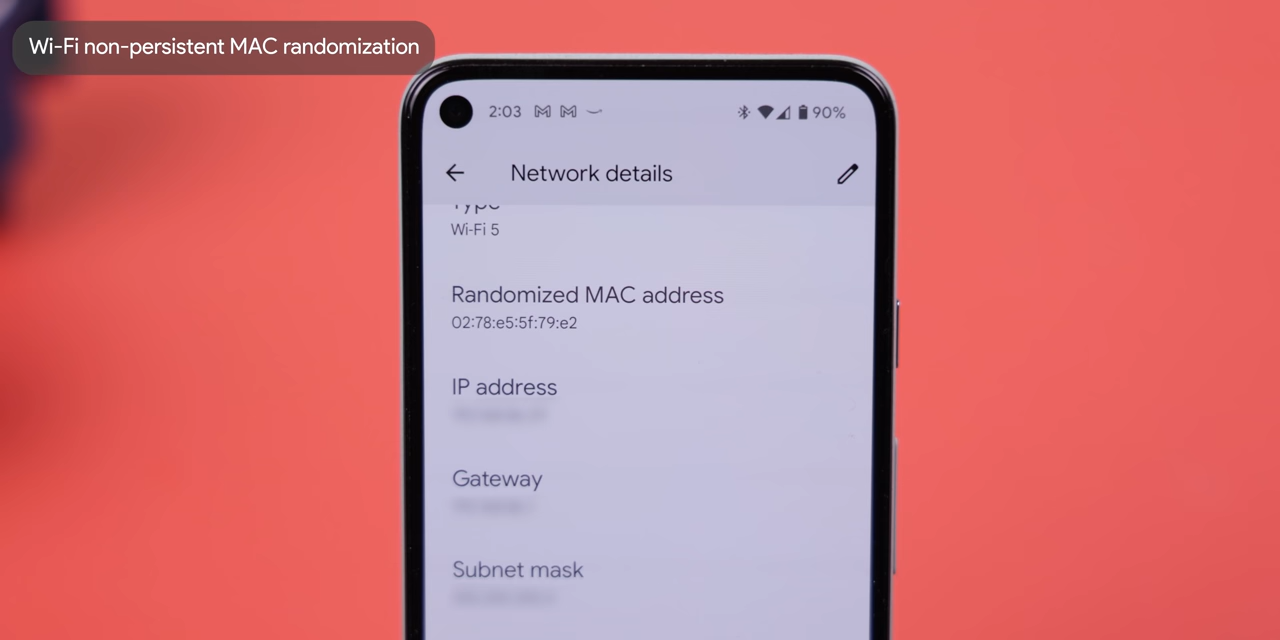 Wi-Fi non-persistent MAC randomization
2:03 90%
Network details
Type
Wi-Fi 5
Randomized MAC address
02:78:e5:5f:79:e2
IP address
Gateway
Subnet mask